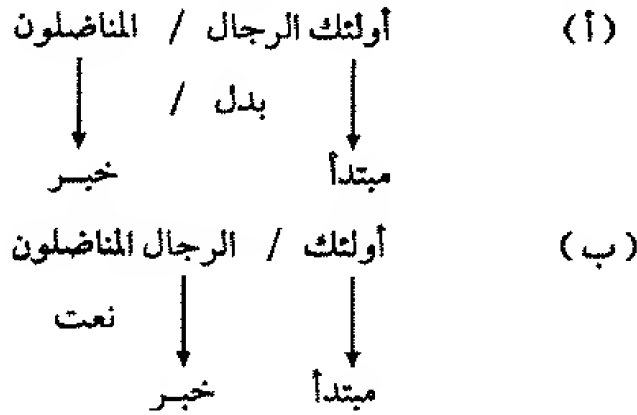 (أ) أولئك الرجال / المناضلون
بدل /
مبتدأ خبر
(ب) أولئك / الرجال المناضلون
نعت
مبتدأ خبر